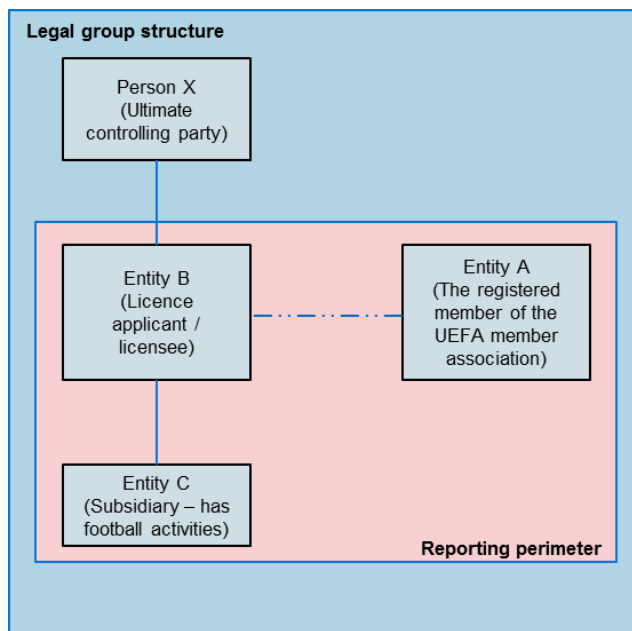 Legal group structure
Person X
(Ultimate
controlling party)
Entity B
(Licence
applicant /
licensee)
Entity A
(The registered
member of the
UEFA member
association)
Entity C
(Subsidiary – has
football activities)
Reporting perimeter